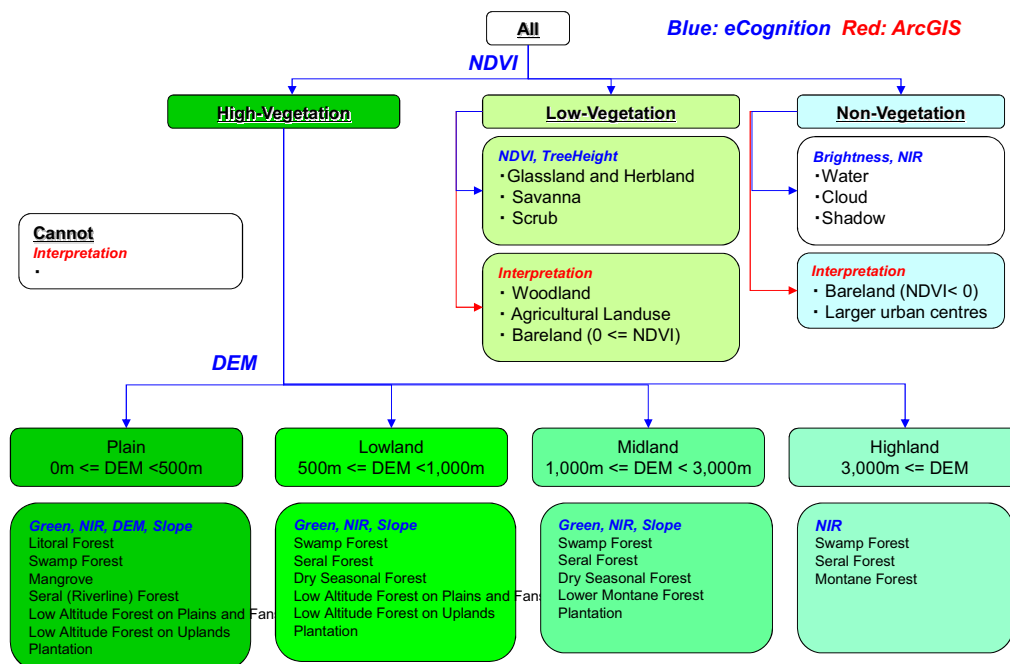 All
Blue: eCognition Red: ArcGIS
NDVI
High-Vegetation
Low-Vegetation
Non-Vegetation
NDVI, TreeHeight
・Glassland and Herbland
・Savanna
・Scrub
Brightness, NIR
・Water
・Cloud
・Shadow
Cannot
Interpretation
・
Interpretation
・Woodland
・Agricultural Landuse
・Bareland (0 <= NDVI)
Interpretation
・Bareland (NDVI< 0)
・Larger urban centres
DEM
Plain
0m <= DEM <500m
Lowland
500m <= DEM <1,000m
Midland
1,000m <= DEM < 3,000m
Highland
3,000m <= DEM
Green, NIR, DEM, Slope
Litoral Forest
Swamp Forest
Mangrove
Seral (Riverline) Forest
Low Altitude Forest on Plains and Fans
Low Altitude Forest on Uplands
Plantation
Green, NIR, Slope
Swamp Forest
Seral Forest
Dry Seasonal Forest
Low Altitude Forest on Plains and Fans
Low Altitude Forest on Uplands
Plantation
Green, NIR, Slope
Swamp Forest
Seral Forest
Dry Seasonal Forest
Lower Montane Forest
Plantation
NIR
Swamp Forest
Seral Forest
Montane Forest